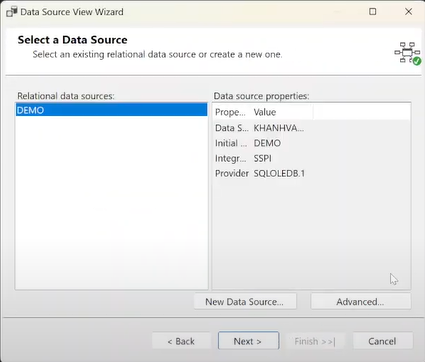 Data Source View Wizard
Select a Data Source
Select an existing relational data source or create a new one.
Relational data sources:
DEMO
Data source properties:
Prope... Value
Data S... KHANHVA...
Initial ... DEMO
Integr... SSPI
Provider SQLOLEDB.1
New Data Source...
Advanced...
< Back
Next >
Finish >>|
Cancel